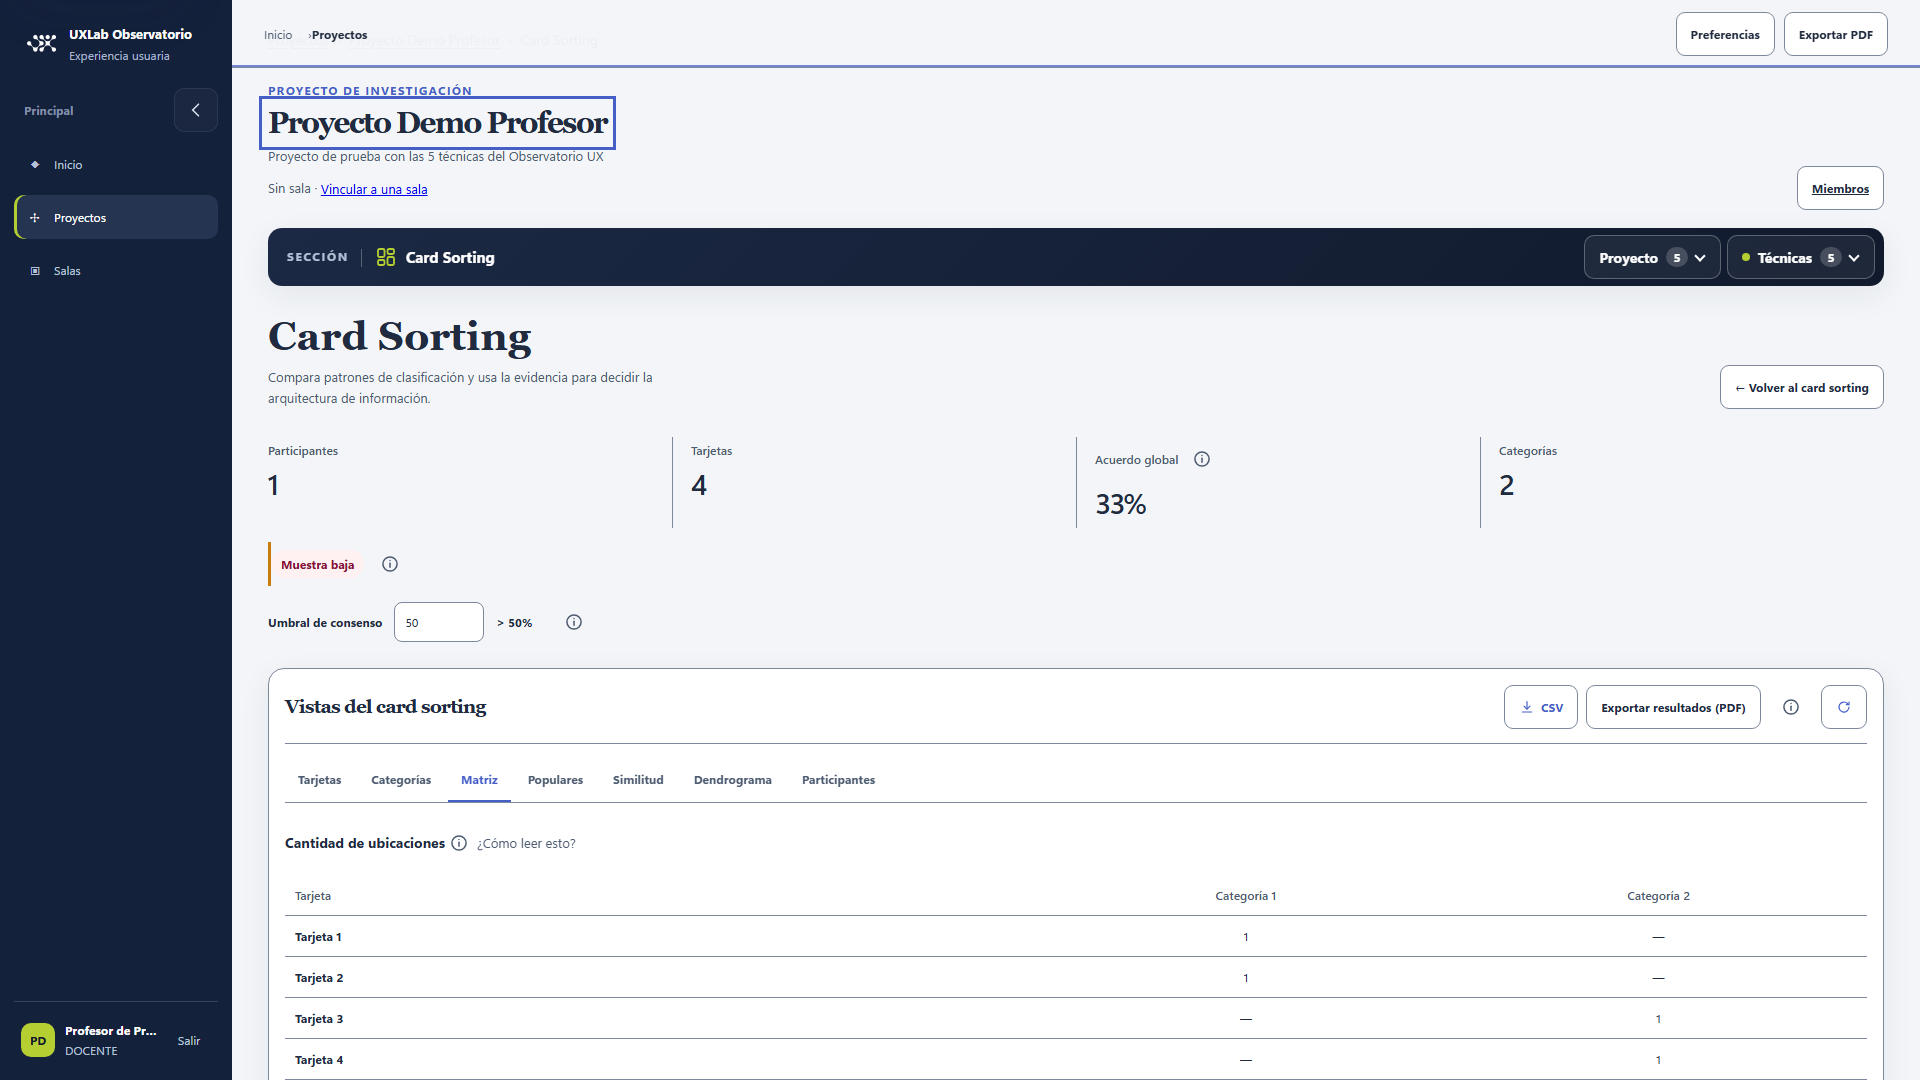 UXLab Observatorio
Experiencia usuaria
Principal
Inicio
Proyectos
Salas
PD
Profesor de Pr...
DOCENTE
Salir
Inicio
›Proyectos
Preferencias
Exportar PDF
PROYECTO DE INVESTIGACIÓN
Proyecto Demo Profesor
Proyecto de prueba con las 5 técnicas del Observatorio UX
Sin sala · Vincular a una sala
Miembros
SECCIÓN
Card Sorting
Proyecto 5
Técnicas 5
Card Sorting
Compara patrones de clasificación y usa la evidencia para decidir la
arquitectura de información.
← Volver al card sorting
Participantes
1
Tarjetas
4
Acuerdo global
33%
Categorías
2
Muestra baja
Umbral de consenso
50
> 50%
Vistas del card sorting
CSV
Exportar resultados (PDF)
Tarjetas
Categorías
Matriz
Populares
Similitud
Dendrograma
Participantes
Cantidad de ubicaciones
¿Cómo leer esto?
Tarjeta Categoría 1 Categoría 2
Tarjeta 1 1 —
Tarjeta 2 1 —
Tarjeta 3 — 1
Tarjeta 4 — 1